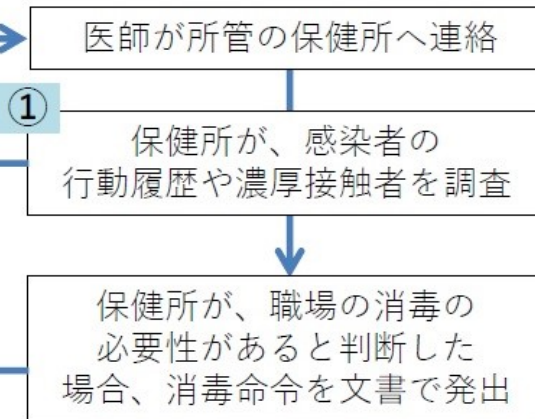 医師が所管の保健所へ連絡
①
保健所が、感染者の
行動履歴や濃厚接触者を調査
保健所が、職場の消毒の
必要性があると判断した
場合、消毒命令を文書で発出